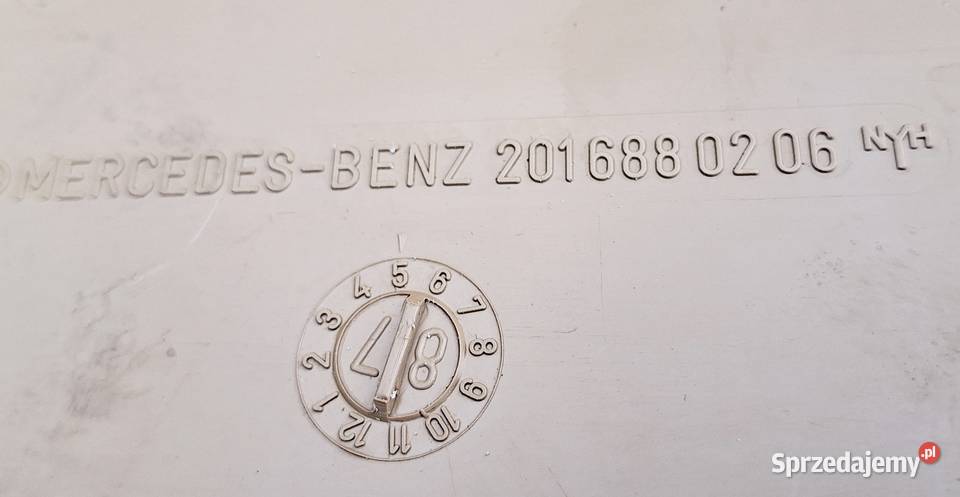 MERCEDES-BENZ 201 688 02 06 NYH
1 2 3 4 5 6 7 8 9 10 11 12
87
Sprzedajemy.pl